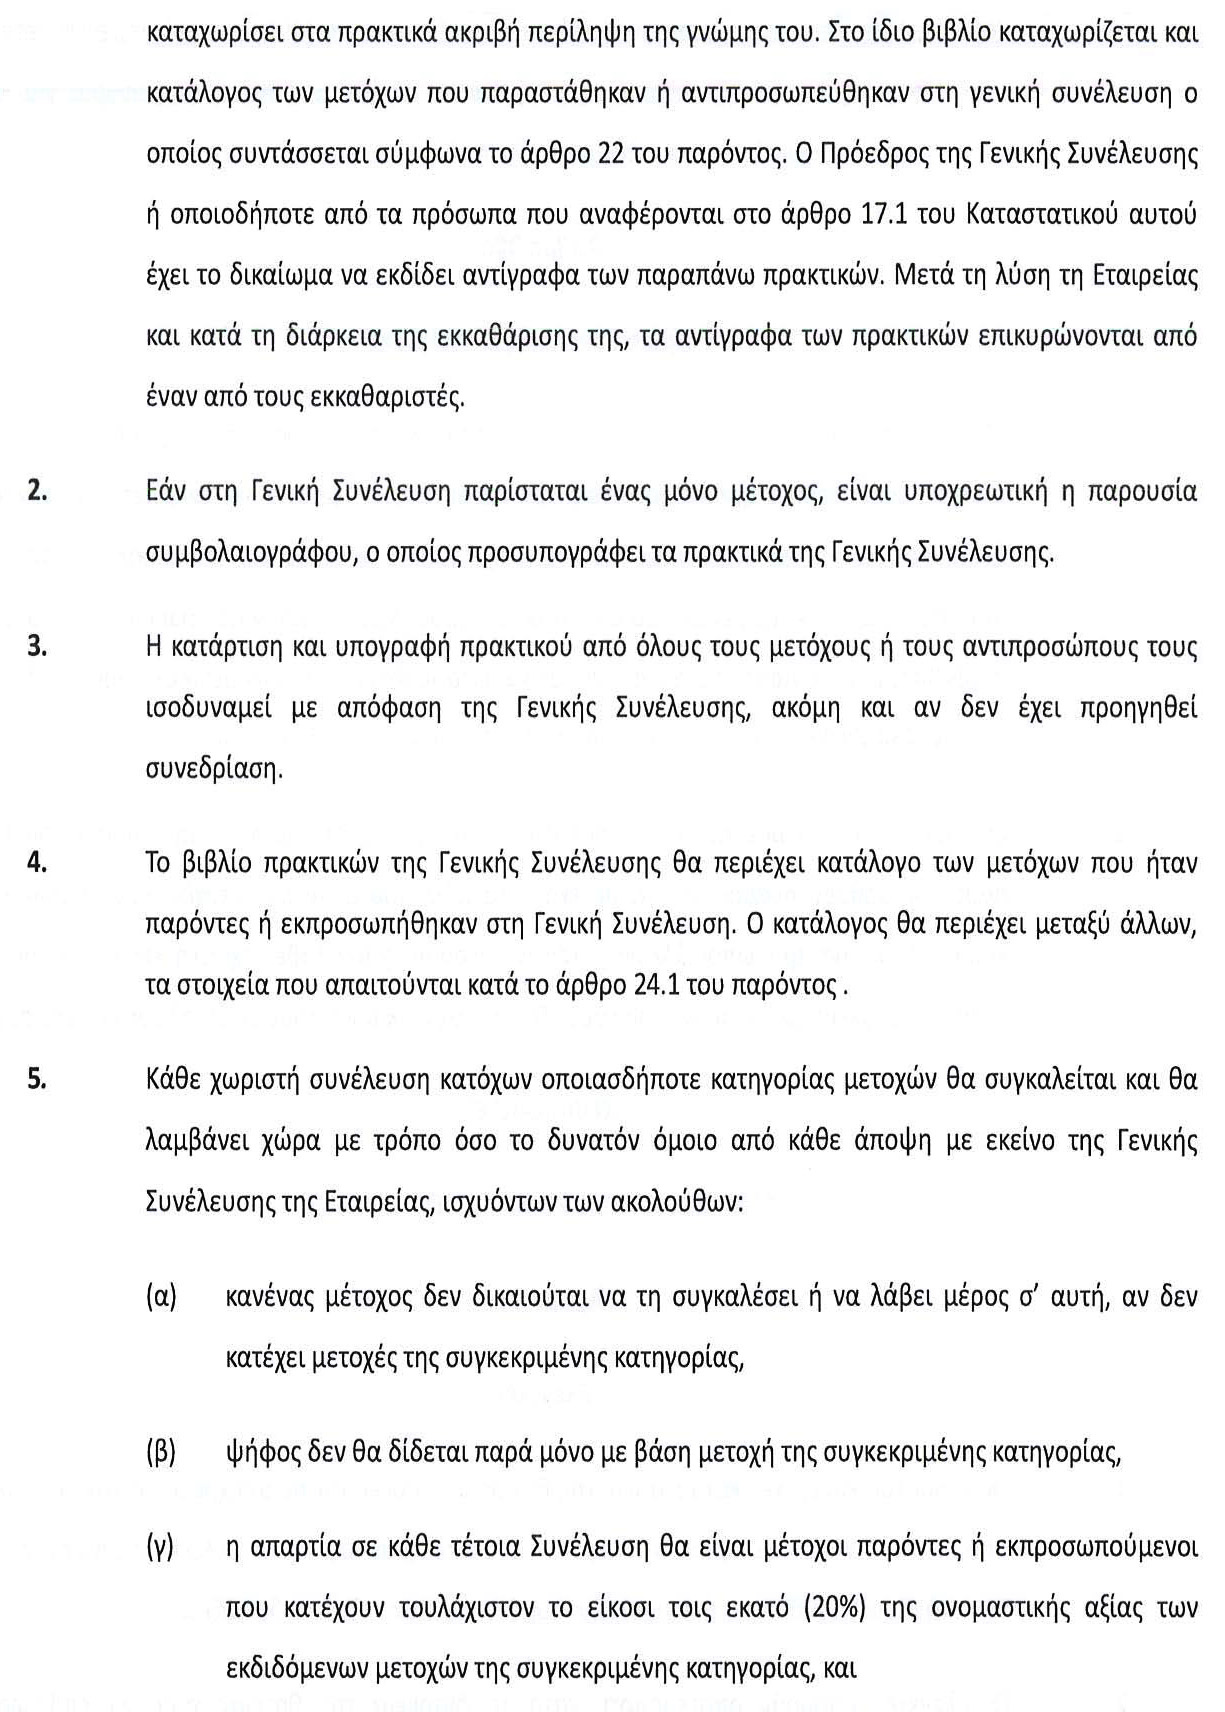 καταχωρίσει στα πρακτικά ακριβή περίληψη της γνώμης του. Στο ίδιο βιβλίο καταχωρίζεται και
κατάλογος των μετόχων που παραστάθηκαν ή αντιπροσωπεύθηκαν στη γενική συνέλευση ο
οποίος συντάσσεται σύμφωνα το άρθρο 22 του παρόντος. Ο Πρόεδρος της Γενικής Συνέλευσης
ή οποιοδήποτε από τα πρόσωπα που αναφέρονται στο άρθρο 17.1 του Καταστατικού αυτού
έχει το δικαίωμα να εκδίδει αντίγραφα των παραπάνω πρακτικών. Μετά τη λύση τη Εταιρείας
και κατά τη διάρκεια της εκκαθάρισης της, τα αντίγραφα των πρακτικών επικυρώνονται από
έναν από τους εκκαθαριστές.
2. Εάν στη Γενική Συνέλευση παρίσταται ένας μόνο μέτοχος, είναι υποχρεωτική η παρουσία
συμβολαιογράφου, ο οποίος προσυπογράφει τα πρακτικά της Γενικής Συνέλευσης.
3. Η κατάρτιση και υπογραφή πρακτικού από όλους τους μετόχους ή τους αντιπροσώπους τους
ισοδυναμεί με απόφαση της Γενικής Συνέλευσης, ακόμη και αν δεν έχει προηγηθεί
συνεδρίαση.
4. Το βιβλίο πρακτικών της Γενικής Συνέλευσης θα περιέχει κατάλογο των μετόχων που ήταν
παρόντες ή εκπροσωπήθηκαν στη Γενική Συνέλευση. Ο κατάλογος θα περιέχει μεταξύ άλλων,
τα στοιχεία που απαιτούνται κατά το άρθρο 24.1 του παρόντος .
5. Κάθε χωριστή συνέλευση κατόχων οποιασδήποτε κατηγορίας μετοχών θα συγκαλείται και θα
λαμβάνει χώρα με τρόπο όσο το δυνατόν όμοιο από κάθε άποψη με εκείνο της Γενικής
Συνέλευσης της Εταιρείας, ισχυόντων των ακολούθων:
(α) κανένας μέτοχος δεν δικαιούται να τη συγκαλέσει ή να λάβει μέρος σ’ αυτή, αν δεν
κατέχει μετοχές της συγκεκριμένης κατηγορίας,
(β) ψήφος δεν θα δίδεται παρά μόνο με βάση μετοχή της συγκεκριμένης κατηγορίας,
(γ) η απαρτία σε κάθε τέτοια Συνέλευση θα είναι μέτοχοι παρόντες ή εκπροσωπούμενοι
που κατέχουν τουλάχιστον το είκοσι τοις εκατό (20%) της ονομαστικής αξίας των
εκδιδόμενων μετοχών της συγκεκριμένης κατηγορίας, και